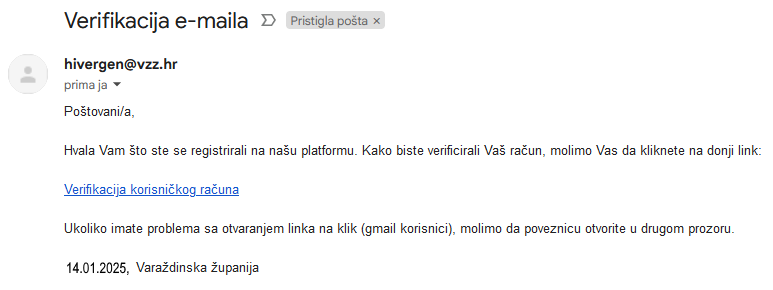 Verifikacija e-maila Pristigla pošta ×
hivergen@vzz.hr
prima ja
Poštovani/a,
Hvala Vam što ste se registrirali na našu platformu. Kako biste verificirali Vaš račun, molimo Vas da kliknete na donji link:
Verifikacija korisničkog računa
Ukoliko imate problema sa otvaranjem linka na klik (gmail korisnici), molimo da poveznicu otvorite u drugom prozoru.
14.01.2025, Varaždinska županija